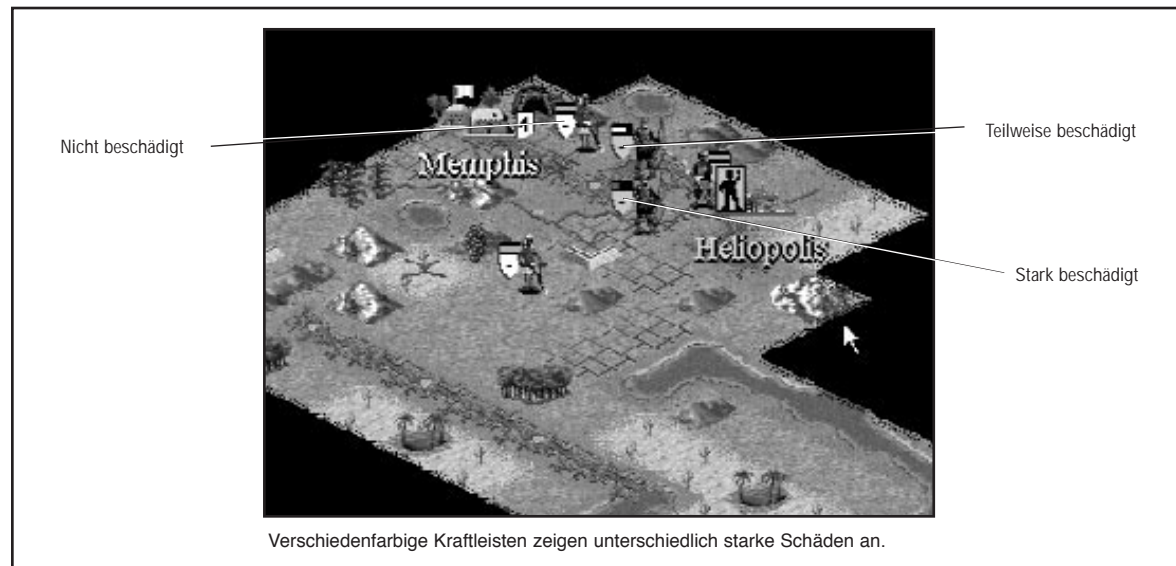 Nicht beschädigt
Teilweise beschädigt
Memphis
Heliopolis
Stark beschädigt
Verschiedenfarbige Kraftleisten zeigen unterschiedlich starke Schäden an.